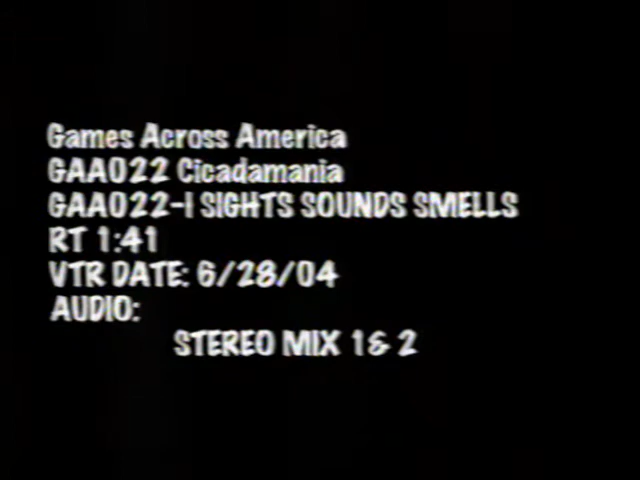 Games Across America
GAA022 Cicadamania
GAA022-1 SIGHTS SOUNDS SMELLS
RT 1:41
VTR DATE: 6/28/04
AUDIO:
STEREO MIX 1 & 2